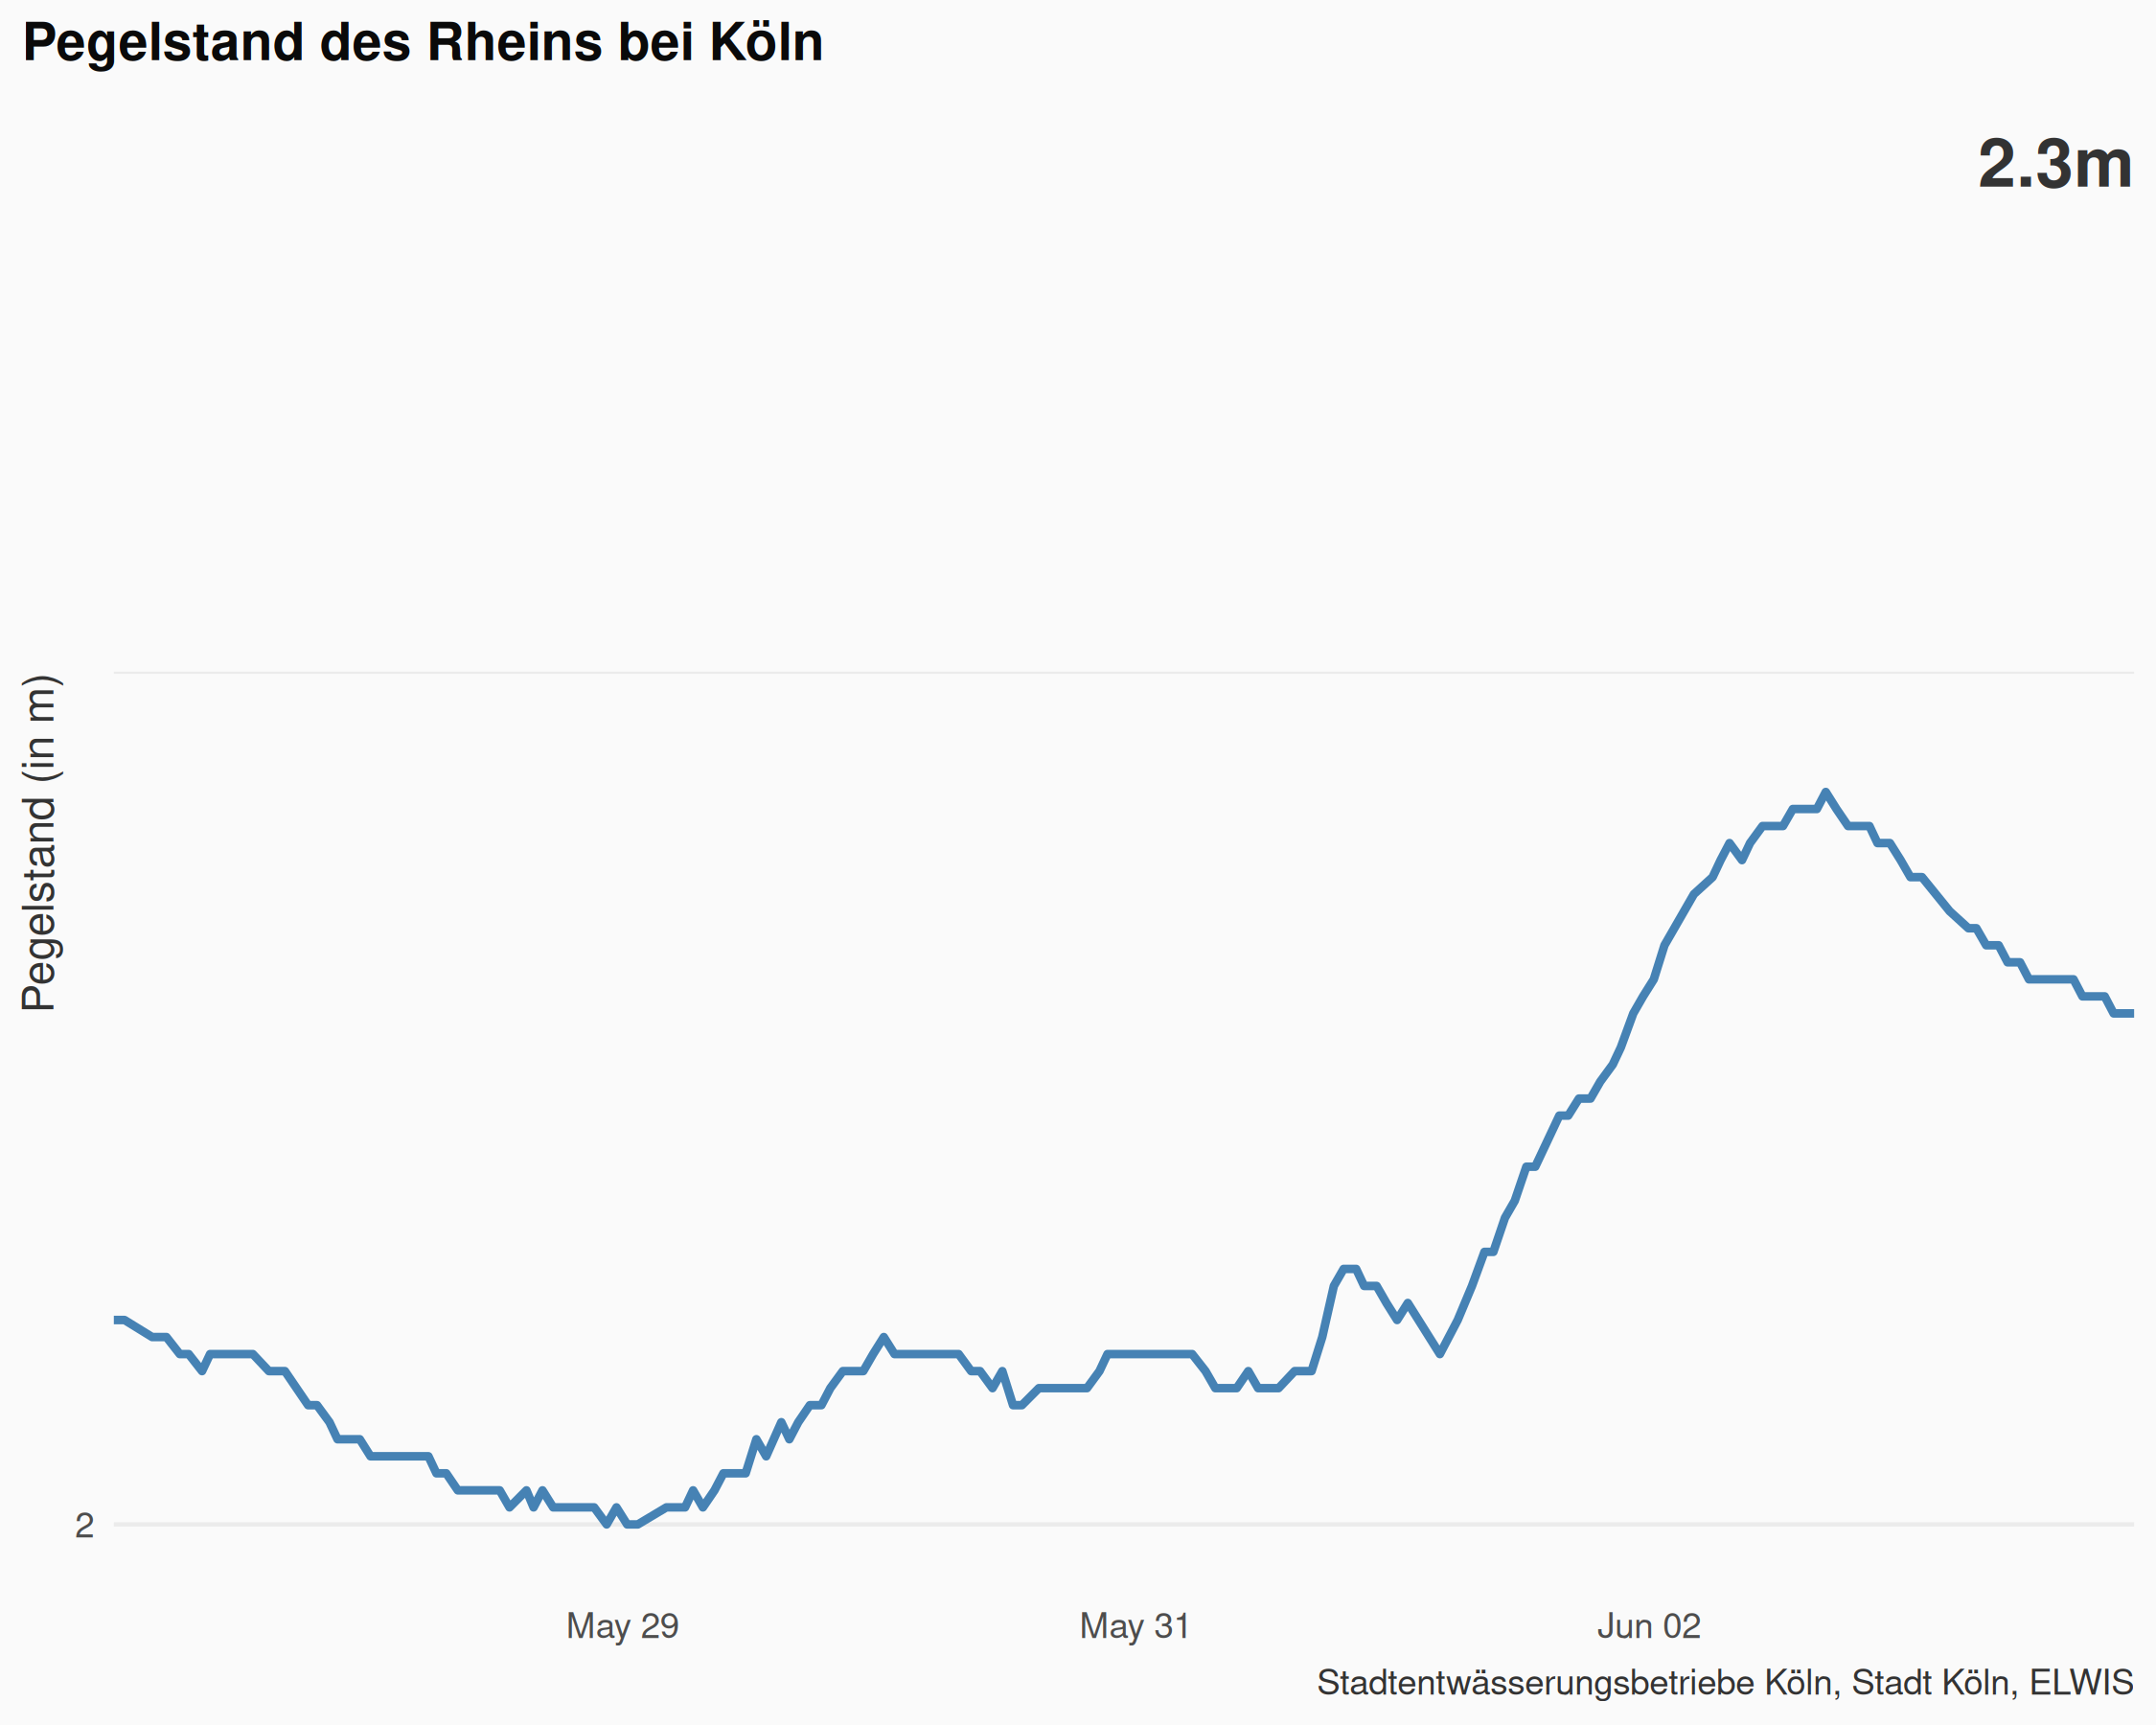 Pegelstand des Rheins bei Köln
2.3m
Pegelstand (in m)
2
May 29
May 31
Jun 02
Stadtentwässerungsbetriebe Köln, Stadt Köln, ELWIS